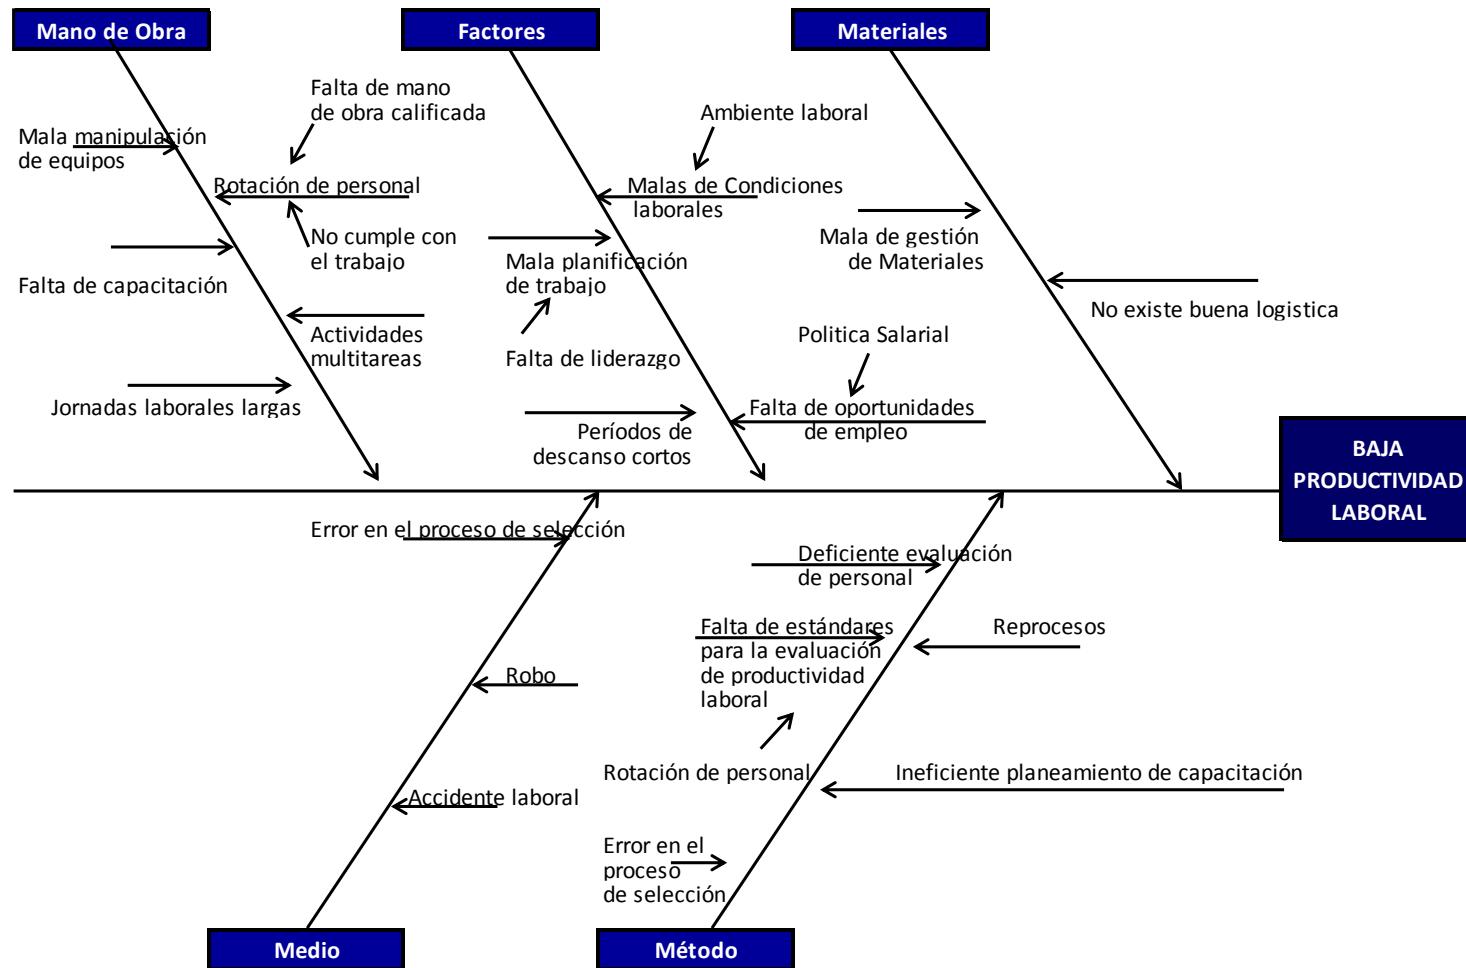 Mano de Obra
Factores
Materiales
Falta de mano
de obra calificada
Mala manipulación
de equipos
Rotación de personal
No cumple con
el trabajo
Falta de capacitación
Actividades
multitareas
Jornadas laborales largas
Ambiente laboral
Malas de Condiciones
laborales
Mala planificación
de trabajo
Falta de liderazgo
Politica Salarial
Falta de oportunidades
de empleo
Períodos de
descanso cortos
Mala de gestión
de Materiales
No existe buena logistica
BAJA
PRODUCTIVIDAD
LABORAL
Error en el proceso de selección
Robo
Accidente laboral
Deficiente evaluación
de personal
Falta de estándares
para la evaluación
de productividad
laboral
Reprocesos
Rotación de personal
Ineficiente planeamiento de capacitación
Error en el
proceso
de selección
Medio
Método